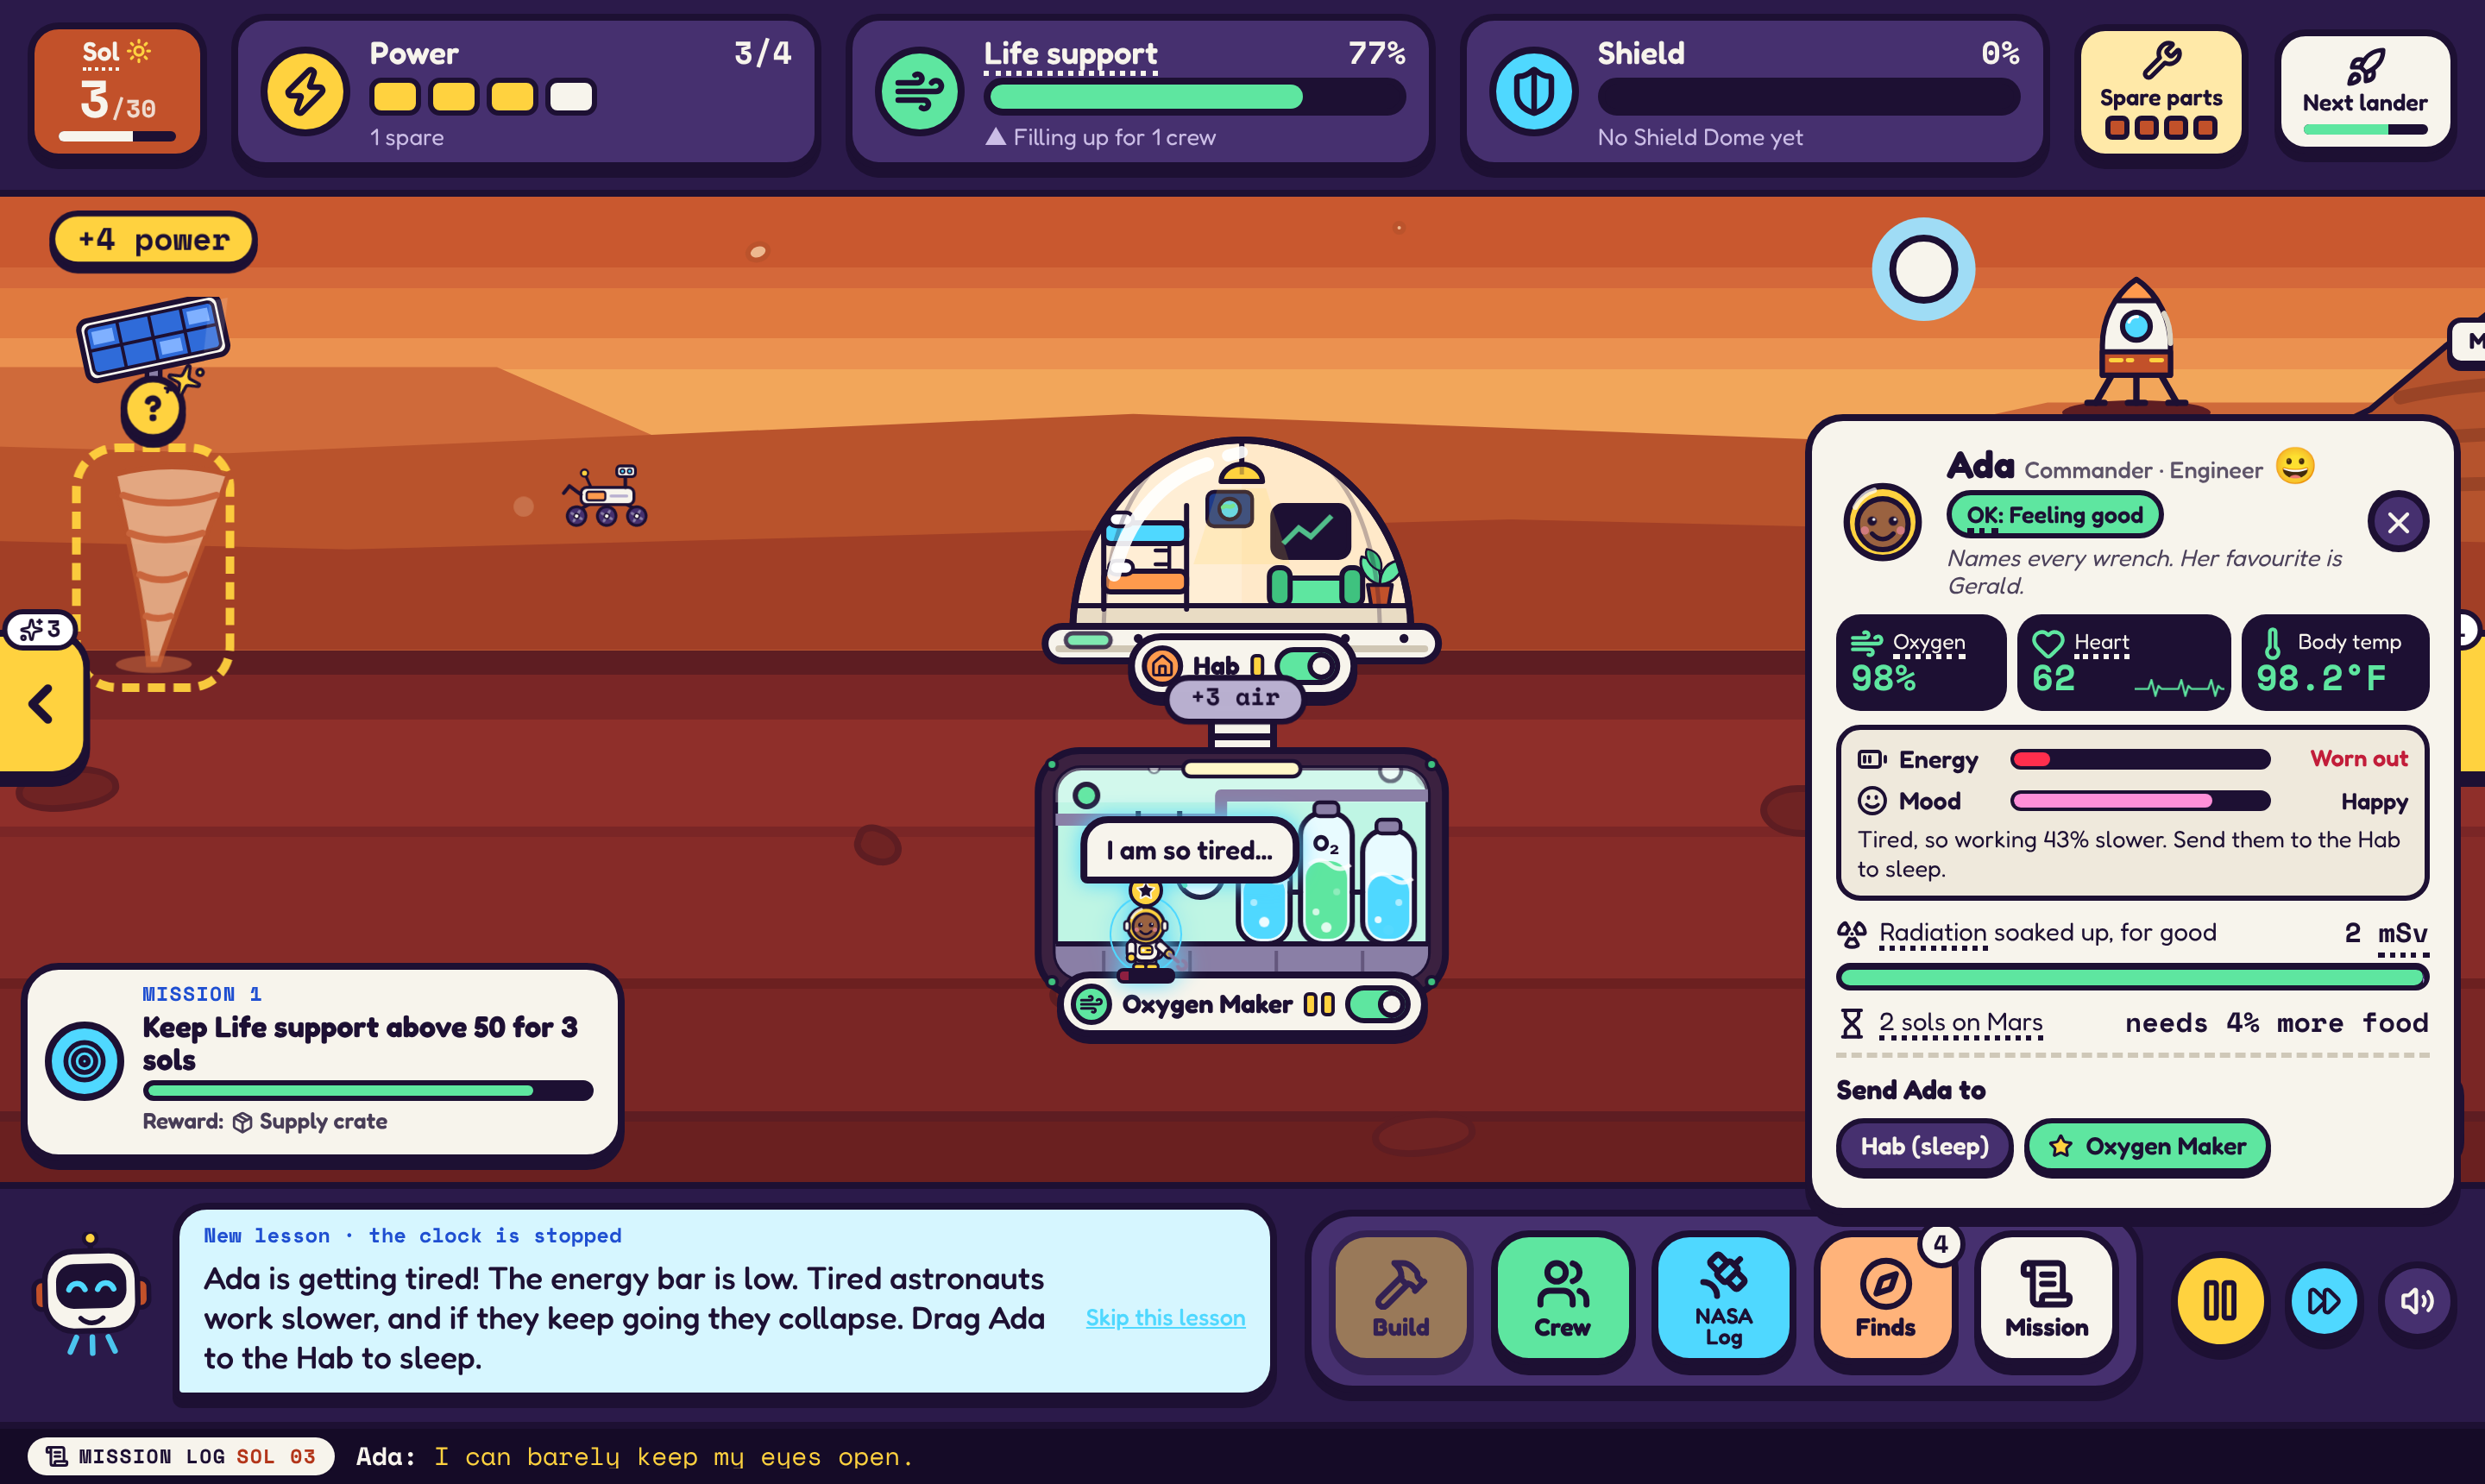 Sol
3/30
Power
3/4
1 spare
Life support
77%
Filling up for 1 crew
Shield
0%
No Shield Dome yet
Spare parts
Next lander
+4 power
?
3
Hab
+3 air
I am so tired...
O₂
Oxygen Maker
Ada Commander · Engineer
OK: Feeling good
Names every wrench. Her favourite is
Gerald.
Oxygen
98%
Heart
62
Body temp
98.2°F
Energy
Worn out
Mood
Happy
Tired, so working 43% slower. Send them to the Hab
to sleep.
Radiation soaked up, for good
2 mSv
2 sols on Mars
needs 4% more food
Send Ada to
Hab (sleep)
Oxygen Maker
MISSION 1
Keep Life support above 50 for 3
sols
Reward: Supply crate
New lesson · the clock is stopped
Ada is getting tired! The energy bar is low. Tired astronauts
work slower, and if they keep going they collapse. Drag Ada
to the Hab to sleep.
Skip this lesson
Build
Crew
NASA
Log
Finds
4
Mission
MISSION LOG SOL 03
Ada: I can barely keep my eyes open.